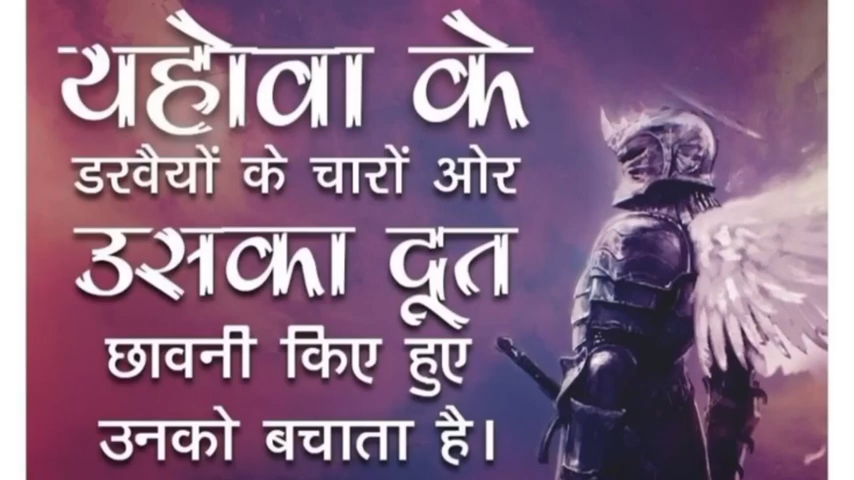 यहोवा के
डरवैयों के चारों ओर
उसका दूत
छावनी किए हुए
उनको बचाता है।